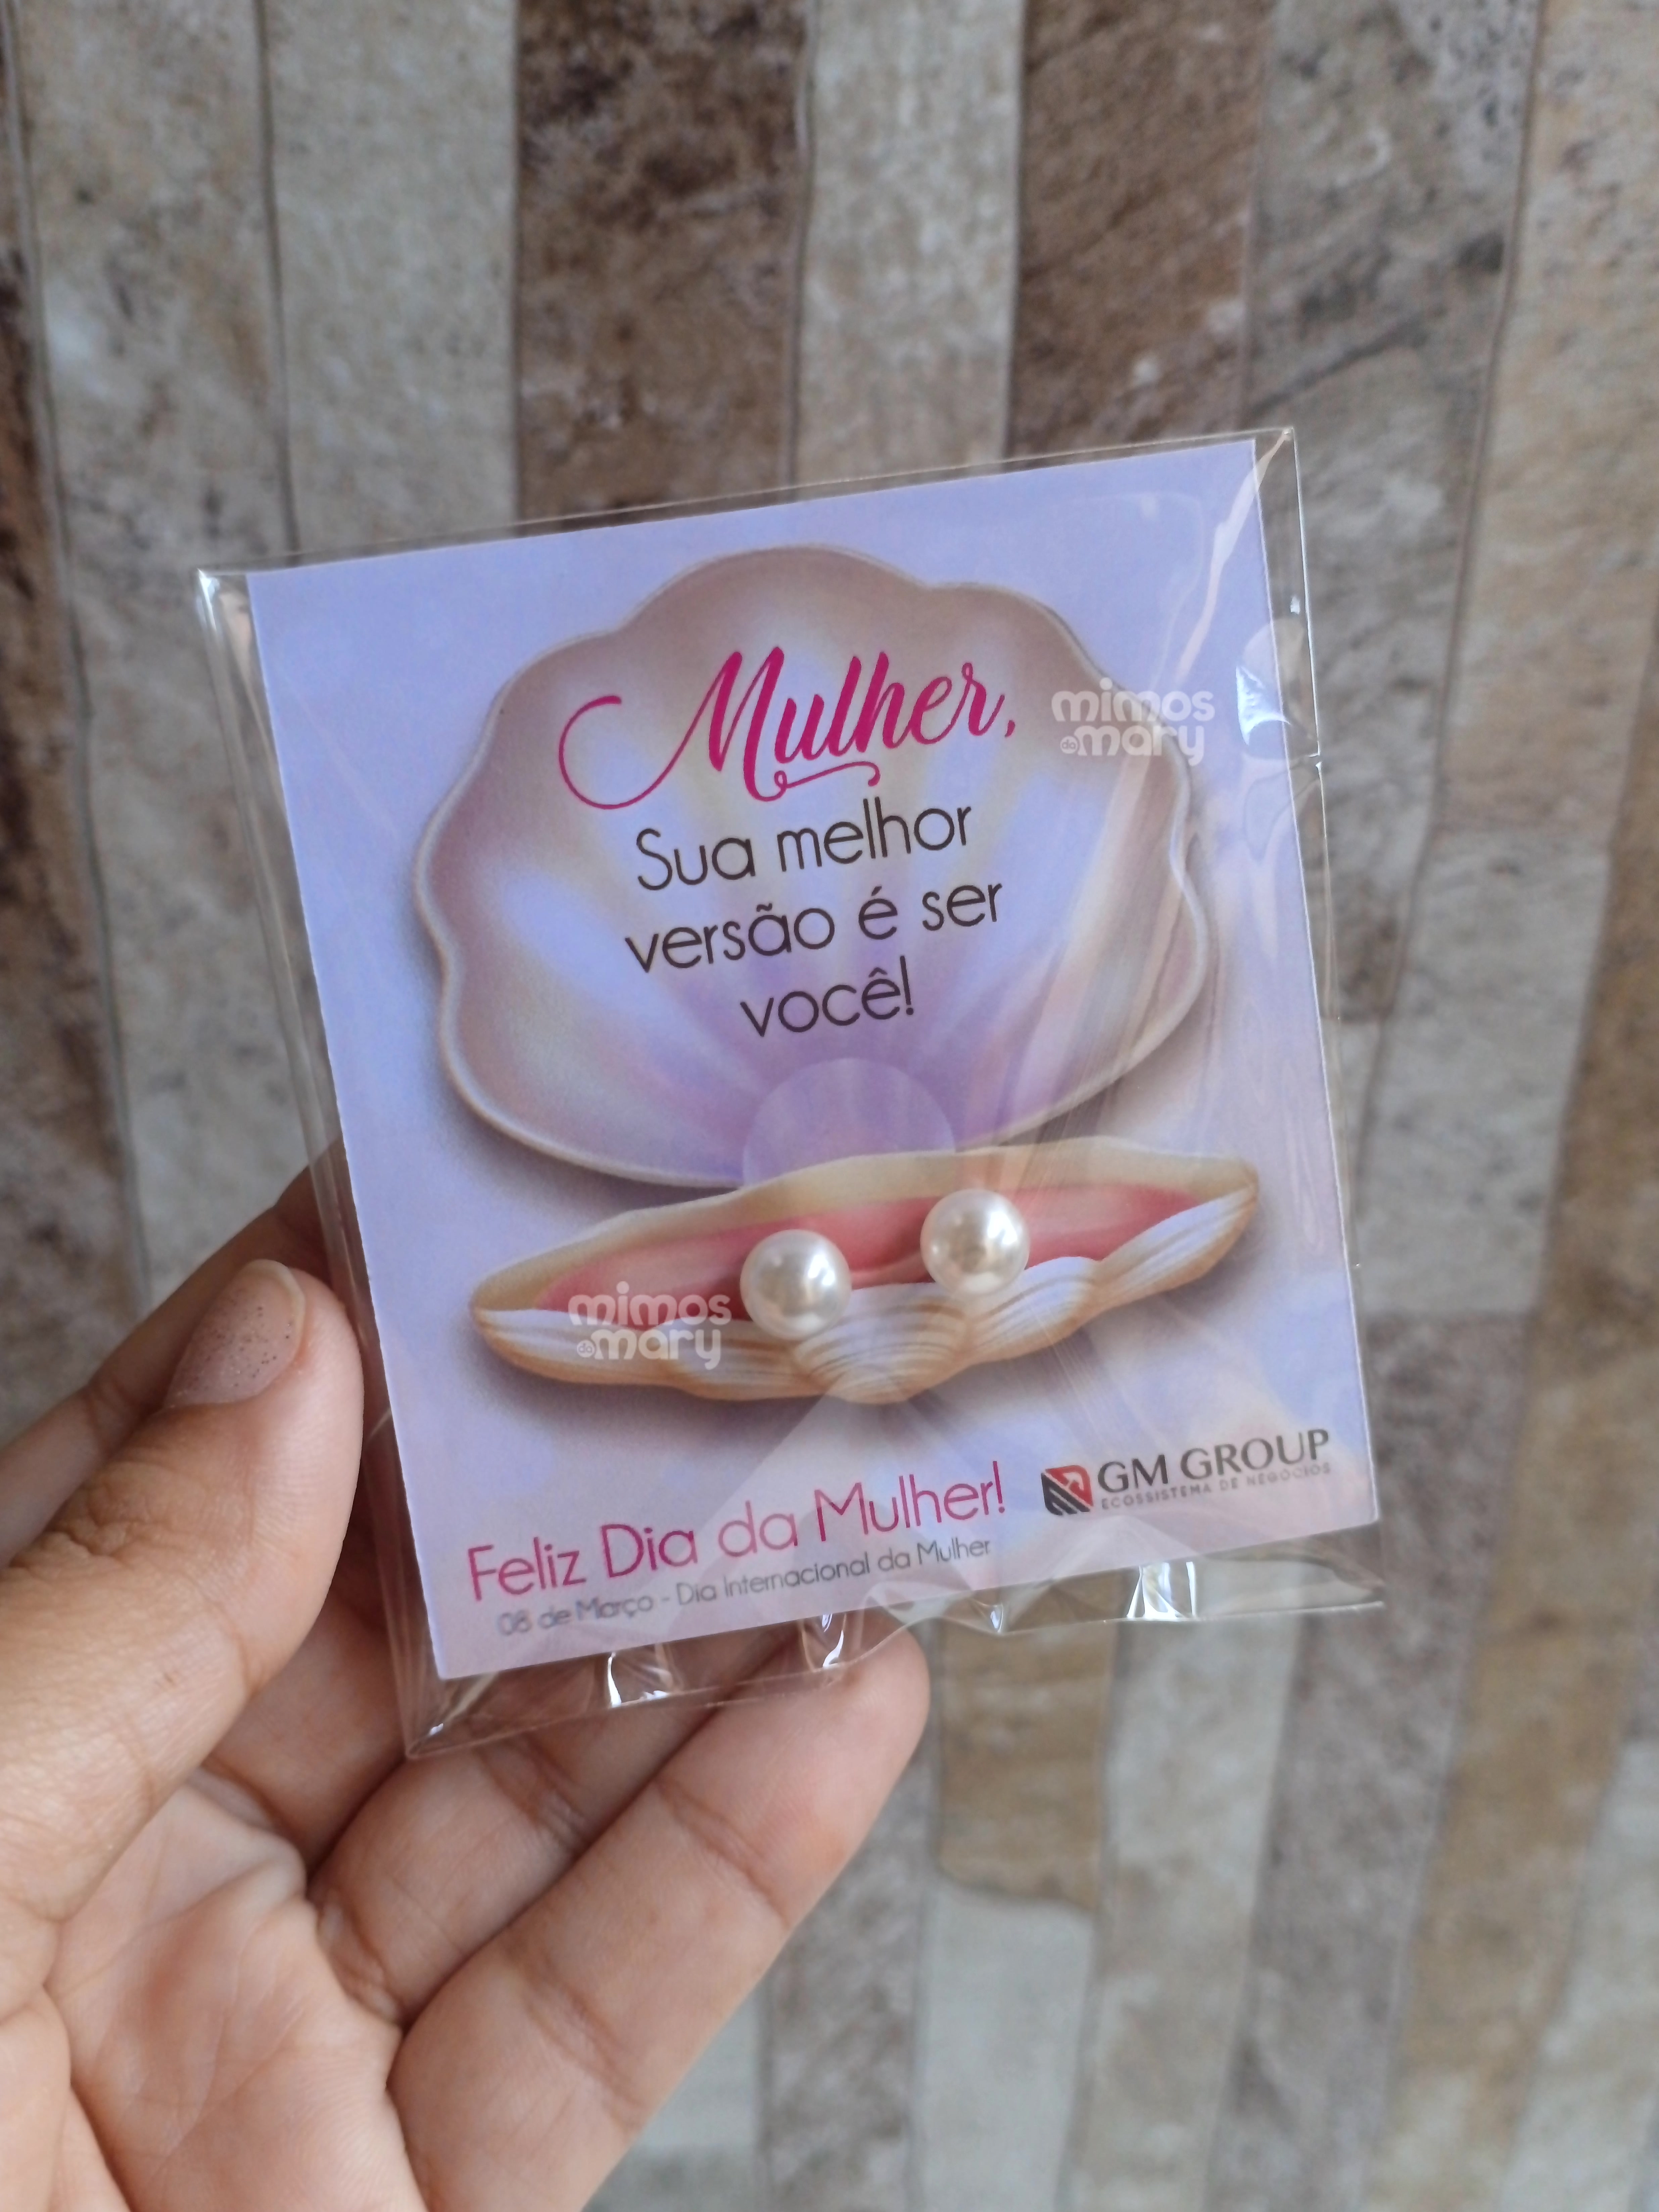 Mulher,
mimos
da mary
Sua melhor
versão é ser
você!
mimos
da mary
Feliz Dia da Mulher!
08 de Março - Dia Internacional da Mulher
GM GROUP
ECOSSISTEMA DE NEGÓCIOS